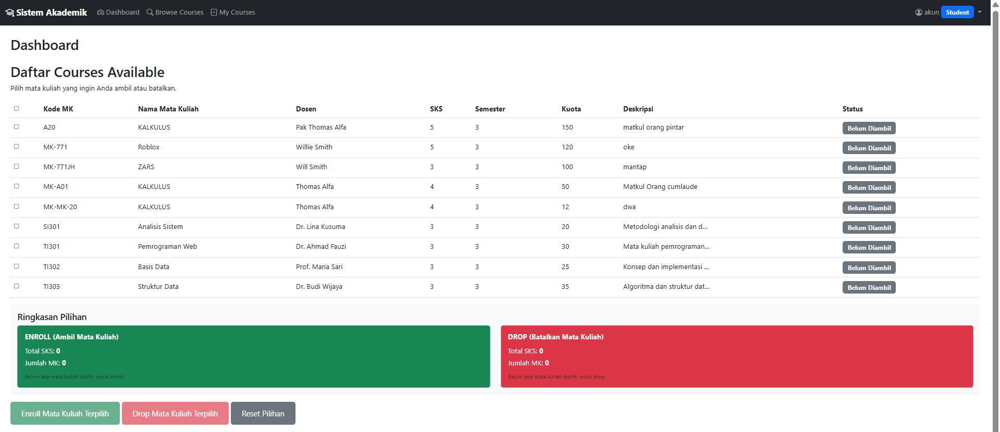 Sistem Akademik Dashboard Browse Courses My Courses akun Student
Dashboard
Daftar Courses Available
Pilih mata kuliah yang ingin Anda ambil atau batalkan.
Kode MK Nama Mata Kuliah Dosen SKS Semester Kuota Deskripsi Status
A20 KALKULUS Pak Thomas Alfa 5 3 150 matkul orang pintar Belum Diambil
MK-771 Roblox Willie Smith 5 3 120 oke Belum Diambil
MK-771JH ZARS Will Smith 3 3 100 mantap Belum Diambil
MK-A01 KALKULUS Thomas Alfa 4 3 50 Matkul Orang cumlaude Belum Diambil
MK-MK-20 KALKULUS Thomas Alfa 4 3 12 dwa Belum Diambil
SI301 Analisis Sistem Dr. Lina Kusuma 3 3 20 Metodologi analisis dan d... Belum Diambil
TI301 Pemrograman Web Dr. Ahmad Fauzi 3 3 30 Mata kuliah pemrograman... Belum Diambil
TI302 Basis Data Prof. Maria Sari 3 3 25 Konsep dan implementasi ... Belum Diambil
TI303 Struktur Data Dr. Budi Wijaya 3 3 35 Algoritma dan struktur dat... Belum Diambil
Ringkasan Pilihan
ENROLL (Ambil Mata Kuliah)
Total SKS: 0
Jumlah MK: 0
Belum ada mata kuliah dipilih untuk enroll
DROP (Batalkan Mata Kuliah)
Total SKS: 0
Jumlah MK: 0
Belum ada mata kuliah dipilih untuk drop
Enroll Mata Kuliah Terpilih Drop Mata Kuliah Terpilih Reset Pilihan